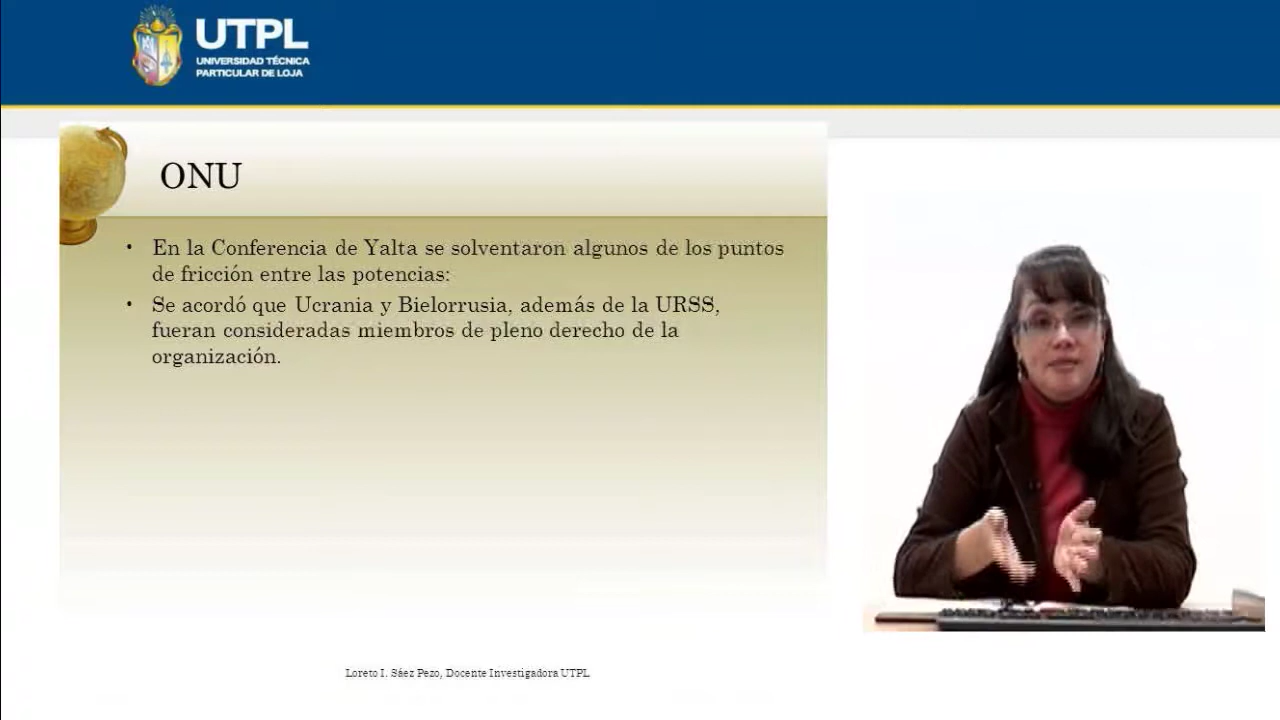 UTPL
UNIVERSIDAD TÉCNICA
PARTICULAR DE LOJA
ONU
• En la Conferencia de Yalta se solventaron algunos de los puntos
de fricción entre las potencias:
• Se acordó que Ucrania y Bielorrusia, además de la URSS,
fueran consideradas miembros de pleno derecho de la
organización.
Loreto I. Sáez Pezo, Docente Investigadora UTPL